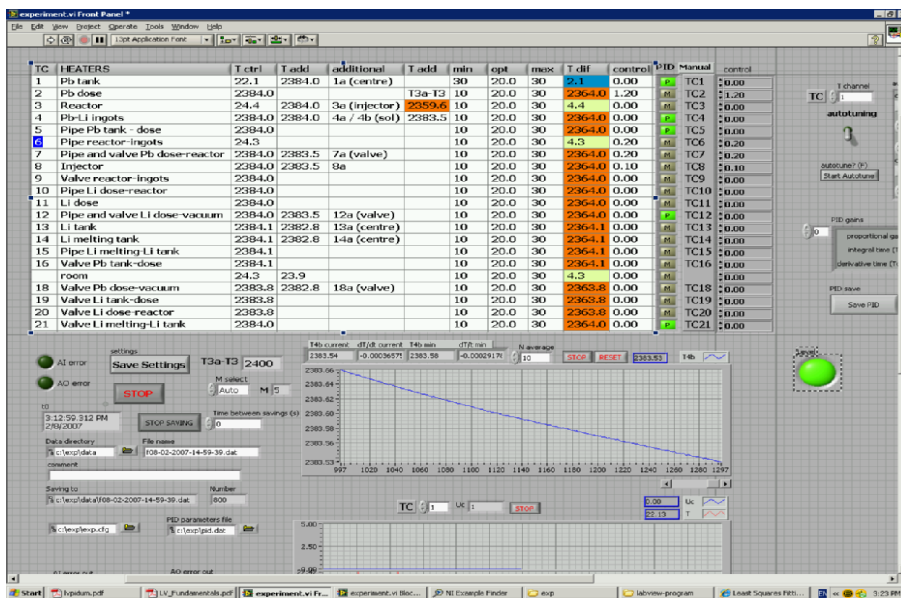 experiment.vi Front Panel *
File Edit View Project Operate Tools Window Help
13pt Application Font
TC HEATERS T ctrl T add additional T add min opt max T dif control PID Manual control
1 Pb tank 22.1 2384.0 1a (centre) 30 20.0 30 2.1 0.00 P TC1 0.00
2 Pb dose 2384.0 T3a-T3 10 20.0 30 2364.0 1.20 M TC2 1.20
3 Reactor 24.4 2384.0 3a (injector) 2359.6 10 20.0 30 4.4 0.00 M TC3 0.00
4 Pb-Li ingots 2384.0 2384.0 4a / 4b (sol) 2383.5 10 20.0 30 2364.0 0.00 P TC4 0.00
5 Pipe Pb tank - dose 2384.0 10 20.0 30 2364.0 0.00 P TC5 0.00
6 Pipe reactor-ingots 24.3 10 20.0 30 4.3 0.20 M TC6 0.20
7 Pipe and valve Pb dose-reactor 2384.0 2383.5 7a (valve) 10 20.0 30 2364.0 0.20 M TC7 0.20
8 Injector 2384.0 2383.5 8a 10 20.0 30 2364.0 0.10 M TC8 0.10
9 Valve reactor-ingots 2384.0 10 20.0 30 2364.0 0.00 M TC9 0.00
10 Pipe Li dose-reactor 2384.0 10 20.0 30 2364.0 0.00 M TC10 0.00
11 Li dose 2384.0 10 20.0 30 2364.0 0.00 M TC11 0.00
12 Pipe and valve Li dose-vacuum 2384.0 2383.5 12a (valve) 10 20.0 30 2364.0 0.00 P TC12 0.00
13 Li tank 2384.1 2382.8 13a (centre) 10 20.0 30 2364.1 0.00 M TC13 0.00
14 Li melting tank 2384.1 2382.8 14a (centre) 10 20.0 30 2364.1 0.00 M TC14 0.00
15 Pipe Li melting-Li tank 2384.1 10 20.0 30 2364.1 0.00 M TC15 0.00
16 Valve Pb tank-dose 2384.1 10 20.0 30 2364.1 0.00 M TC16 0.00
room 24.3 23.9 10 20.0 30 4.3 0.00
18 Valve Pb dose-vacuum 2383.8 2382.8 18a (valve) 10 20.0 30 2363.8 0.00 M TC18 0.00
19 Valve Li tank-dose 2383.8 10 20.0 30 2363.8 0.00 M TC19 0.00
20 Valve Li dose-reactor 2383.8 10 20.0 30 2363.8 0.00 M TC20 0.00
21 Valve Li melting-Li tank 2384.0 10 20.0 30 2364.0 0.00 P TC21 0.00
T channel
TC 1
autotuning
autotune? (F)
Start Autotune
PID gains
0
proportional ga
integral time (T
derivative time (T
PID save
Save PID
AI error
AO error
settings
Save Settings
T3a-T3 2400
STOP
M select
Auto M 5
T4b current dT/dt current T4b min dT/t min N average
2383.54 -0.0003657 2383.58 -0.0002917 10 STOP RESET 2383.53 T4b
t0
3:12:59.312 PM
2/8/2007
STOP SAVING
Time between savings (s)
0
Data directory File name
c:\exp\data f08-02-2007-14-59-39.dat
comment
Saving to Number
c:\exp\data\f08-02-2007-14-59-39.dat 800
PID parameters file
c:\exp\exp.cfg c:\exp\pid.dat
AI error out AO error out
2383.66
2383.64
2383.62
2383.60
2383.58
2383.56
2383.53
997 1020 1040 1060 1080 1100 1120 1140 1160 1180 1200 1220 1240 1260 1280 1297
TC 1 Uc 1 STOP
0.00 Uc
22.13 T
5.00
2.50
Start lvpidum.pdf LV_Fundamentals.pdf experiment.vi Fr... experiment.vi Bloc... NI Example Finder exp labview-program Least Squares Fitti... EN 3:23 PM